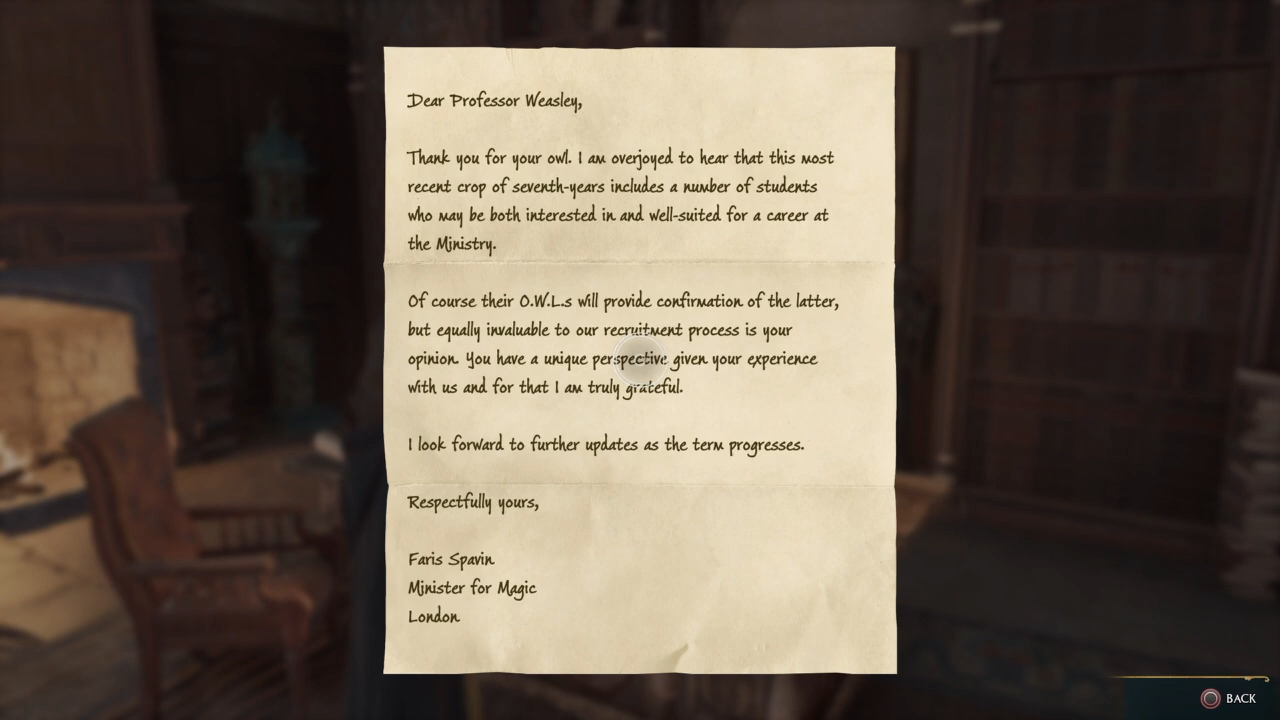 Dear Professor Weasley,
Thank you for your owl. I am overjoyed to hear that this most
recent crop of seventh-years includes a number of students
who may be both interested in and well-suited for a career at
the Ministry.
Of course their O.W.L.s will provide confirmation of the latter,
but equally invaluable to our recruitment process is your
opinion. You have a unique perspective given your experience
with us and for that I am truly grateful.
I look forward to further updates as the term progresses.
Respectfully yours,
Faris Spavin
Minister for Magic
London
BACK